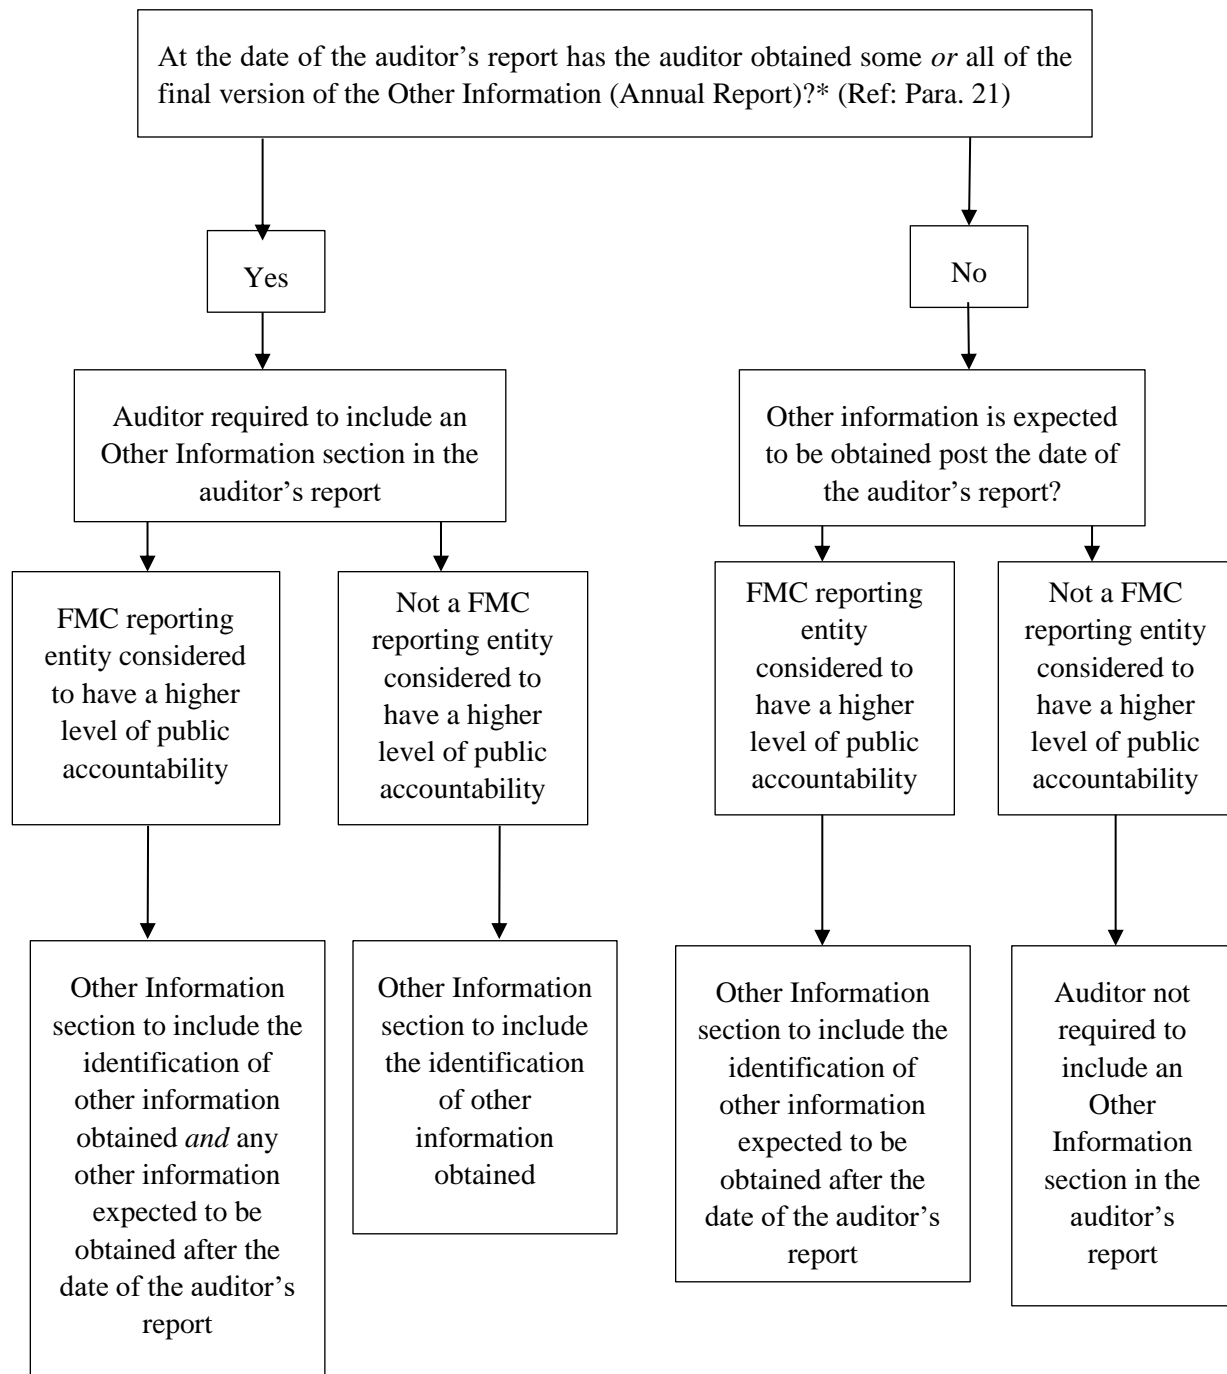 At the date of the auditor’s report has the auditor obtained some or all of the
final version of the Other Information (Annual Report)?* (Ref: Para. 21)
Yes
No
Auditor required to include an
Other Information section in the
auditor’s report
Other information is expected
to be obtained post the date of
the auditor’s report?
FMC reporting
entity considered
to have a higher
level of public
accountability
Not a FMC
reporting entity
considered to
have a higher
level of public
accountability
FMC reporting
entity
considered to
have a higher
level of public
accountability
Not a FMC
reporting entity
considered to
have a higher
level of public
accountability
Other Information
section to include the
identification of
other information
obtained and any
other information
expected to be
obtained after the
date of the auditor’s
report
Other Information
section to include
the identification
of other
information
obtained
Other Information
section to include the
identification of
other information
expected to be
obtained after the
date of the auditor’s
report
Auditor not
required to
include an
Other
Information
section in the
auditor’s
report